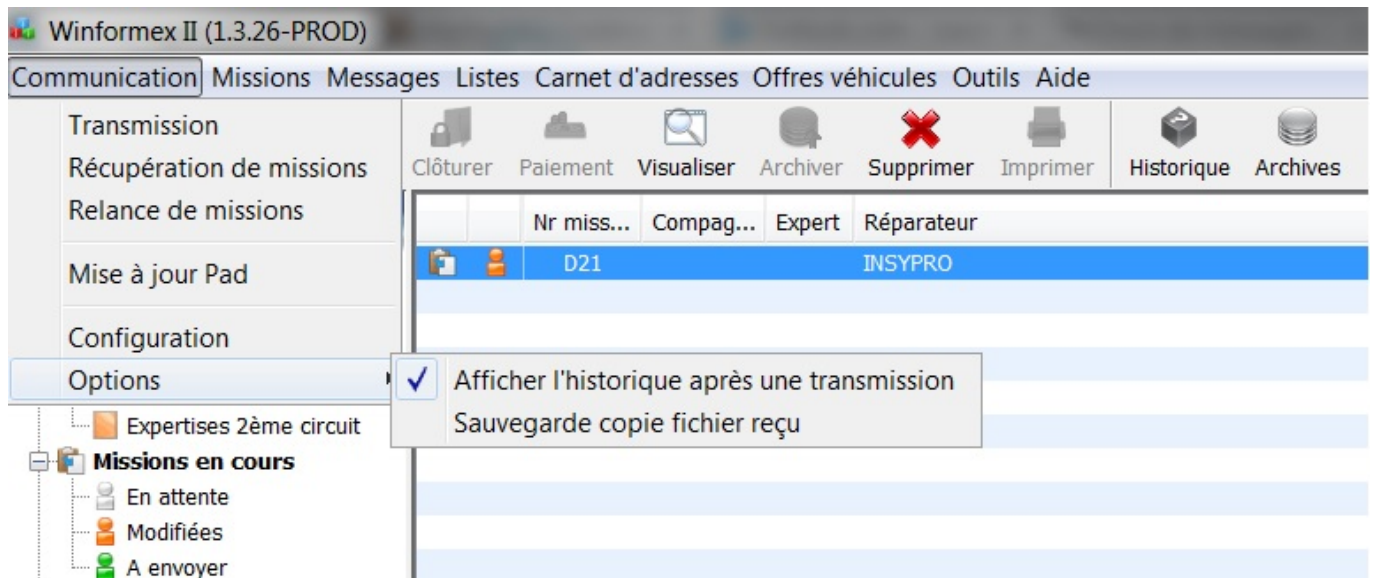 Winformex II (1.3.26-PROD)
Communication Missions Messages Listes Carnet d'adresses Offres véhicules Outils Aide
Transmission
Récupération de missions
Relance de missions
Mise à jour Pad
Configuration
Options
Clôturer Paiement Visualiser Archiver Supprimer Imprimer Historique Archives
Nr miss... Compag... Expert Réparateur
D21 INSYPRO
Afficher l'historique après une transmission
Sauvegarde copie fichier reçu
Expertises 2ème circuit
Missions en cours
En attente
Modifiées
A envoyer